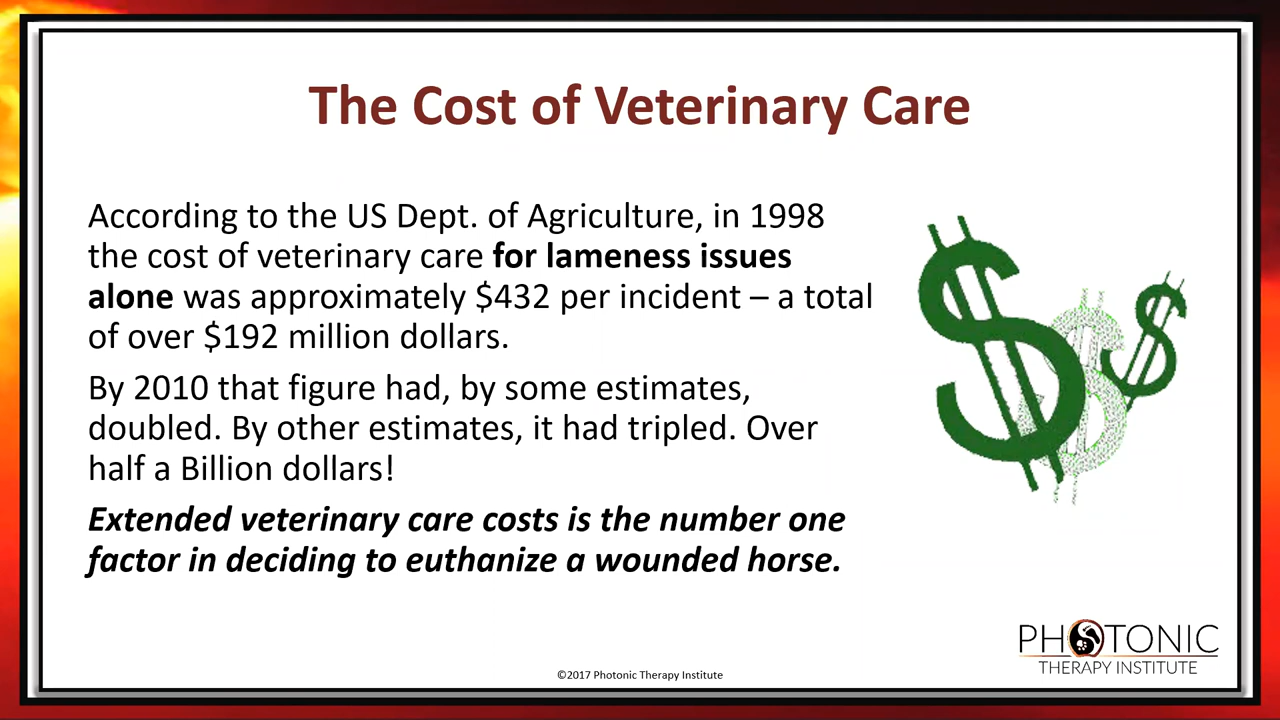 The Cost of Veterinary Care
According to the US Dept. of Agriculture, in 1998
the cost of veterinary care for lameness issues
alone was approximately $432 per incident – a total
of over $192 million dollars.
By 2010 that figure had, by some estimates,
doubled. By other estimates, it had tripled. Over
half a Billion dollars!
Extended veterinary care costs is the number one
factor in deciding to euthanize a wounded horse.
PHOTONIC
THERAPY INSTITUTE
©2017 Photonic Therapy Institute